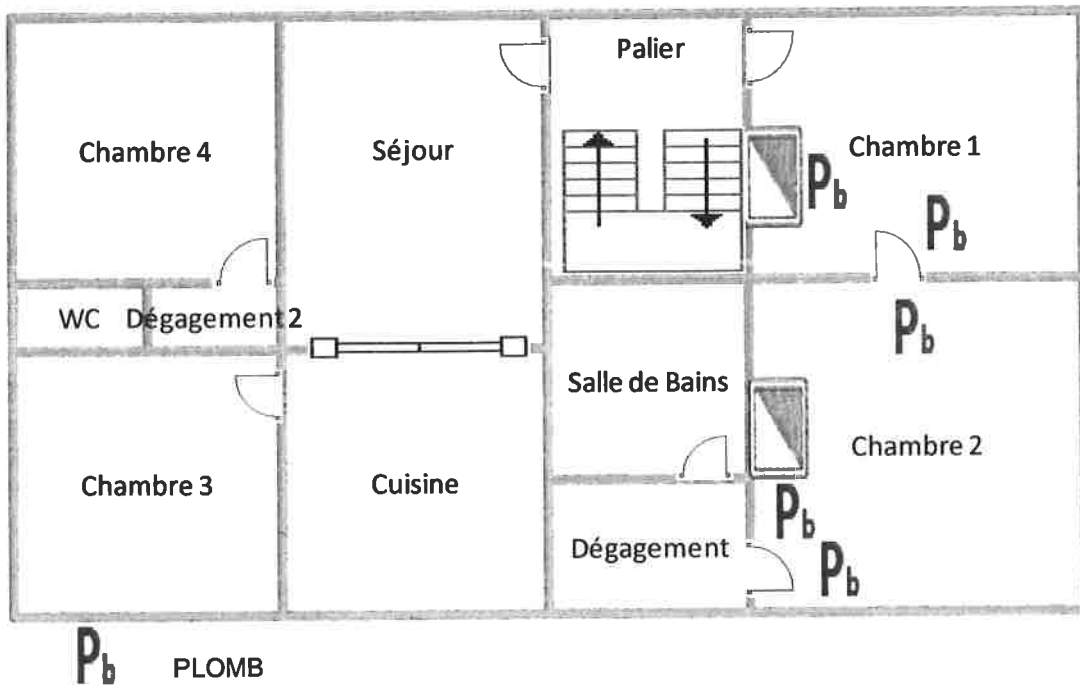 Palier
Chambre 4
Séjour
Chambre 1
Pb
Pb
WC
Dégagement 2
Pb
Salle de Bains
Chambre 2
Chambre 3
Cuisine
Pb
Dégagement
Pb
Pb PLOMB